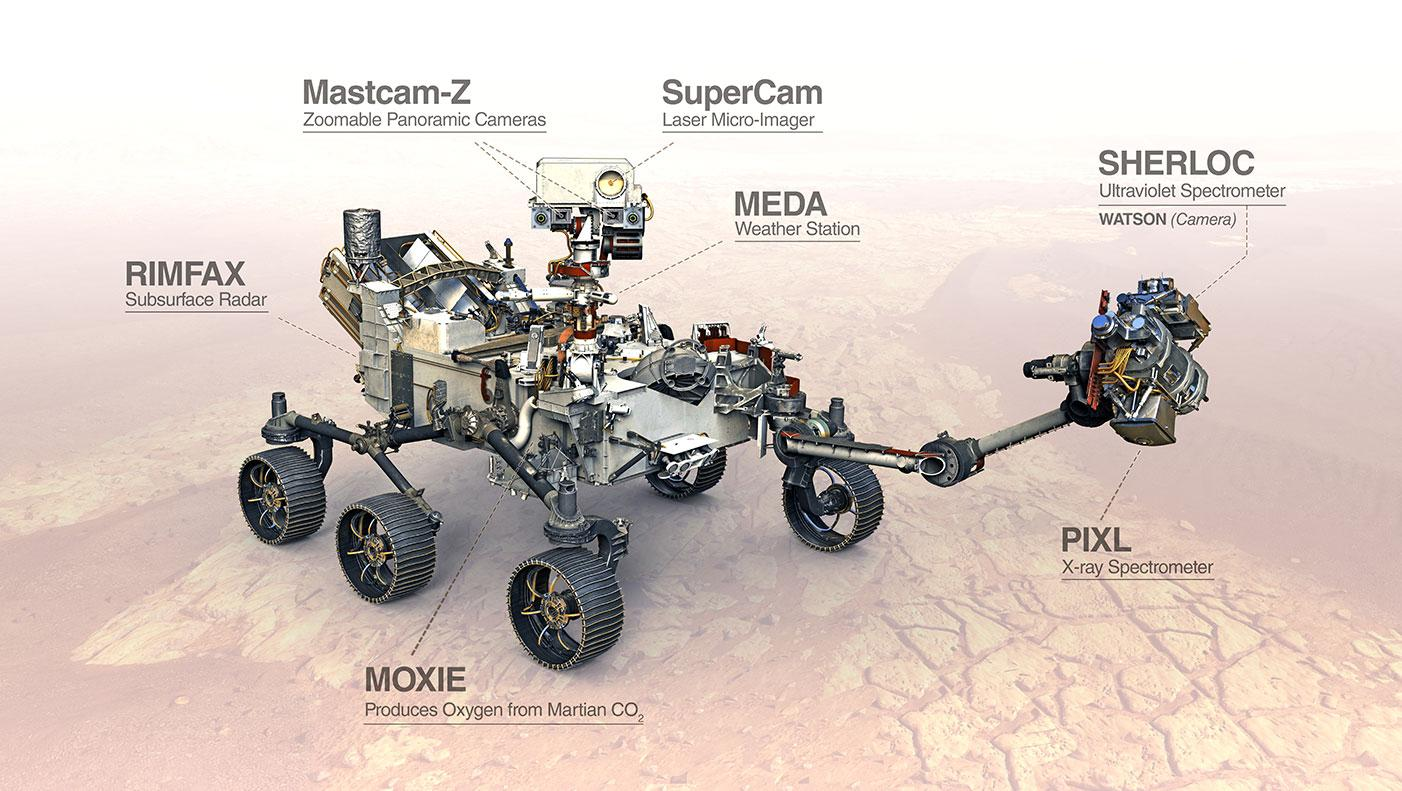 Mastcam-Z
Zoomable Panoramic Cameras
SuperCam
Laser Micro-Imager
SHERLOC
Ultraviolet Spectrometer
WATSON (Camera)
MEDA
Weather Station
RIMFAX
Subsurface Radar
PIXL
X-ray Spectrometer
MOXIE
Produces Oxygen from Martian CO₂